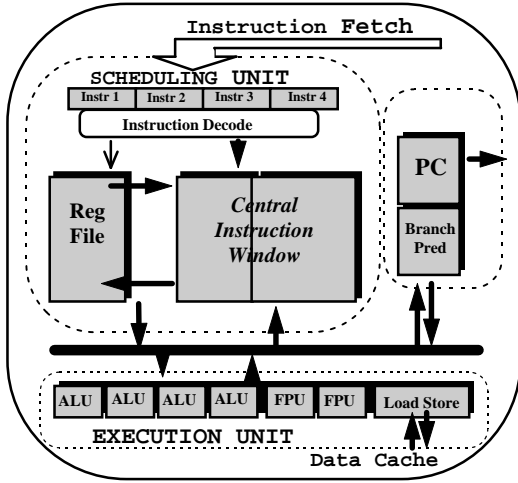 Instruction Fetch
SCHEDULING UNIT
Instr 1 Instr 2 Instr 3 Instr 4
Instruction Decode
Reg
File
Central
Instruction
Window
PC
Branch
Pred
ALU ALU ALU ALU FPU FPU Load Store
EXECUTION UNIT
Data Cache